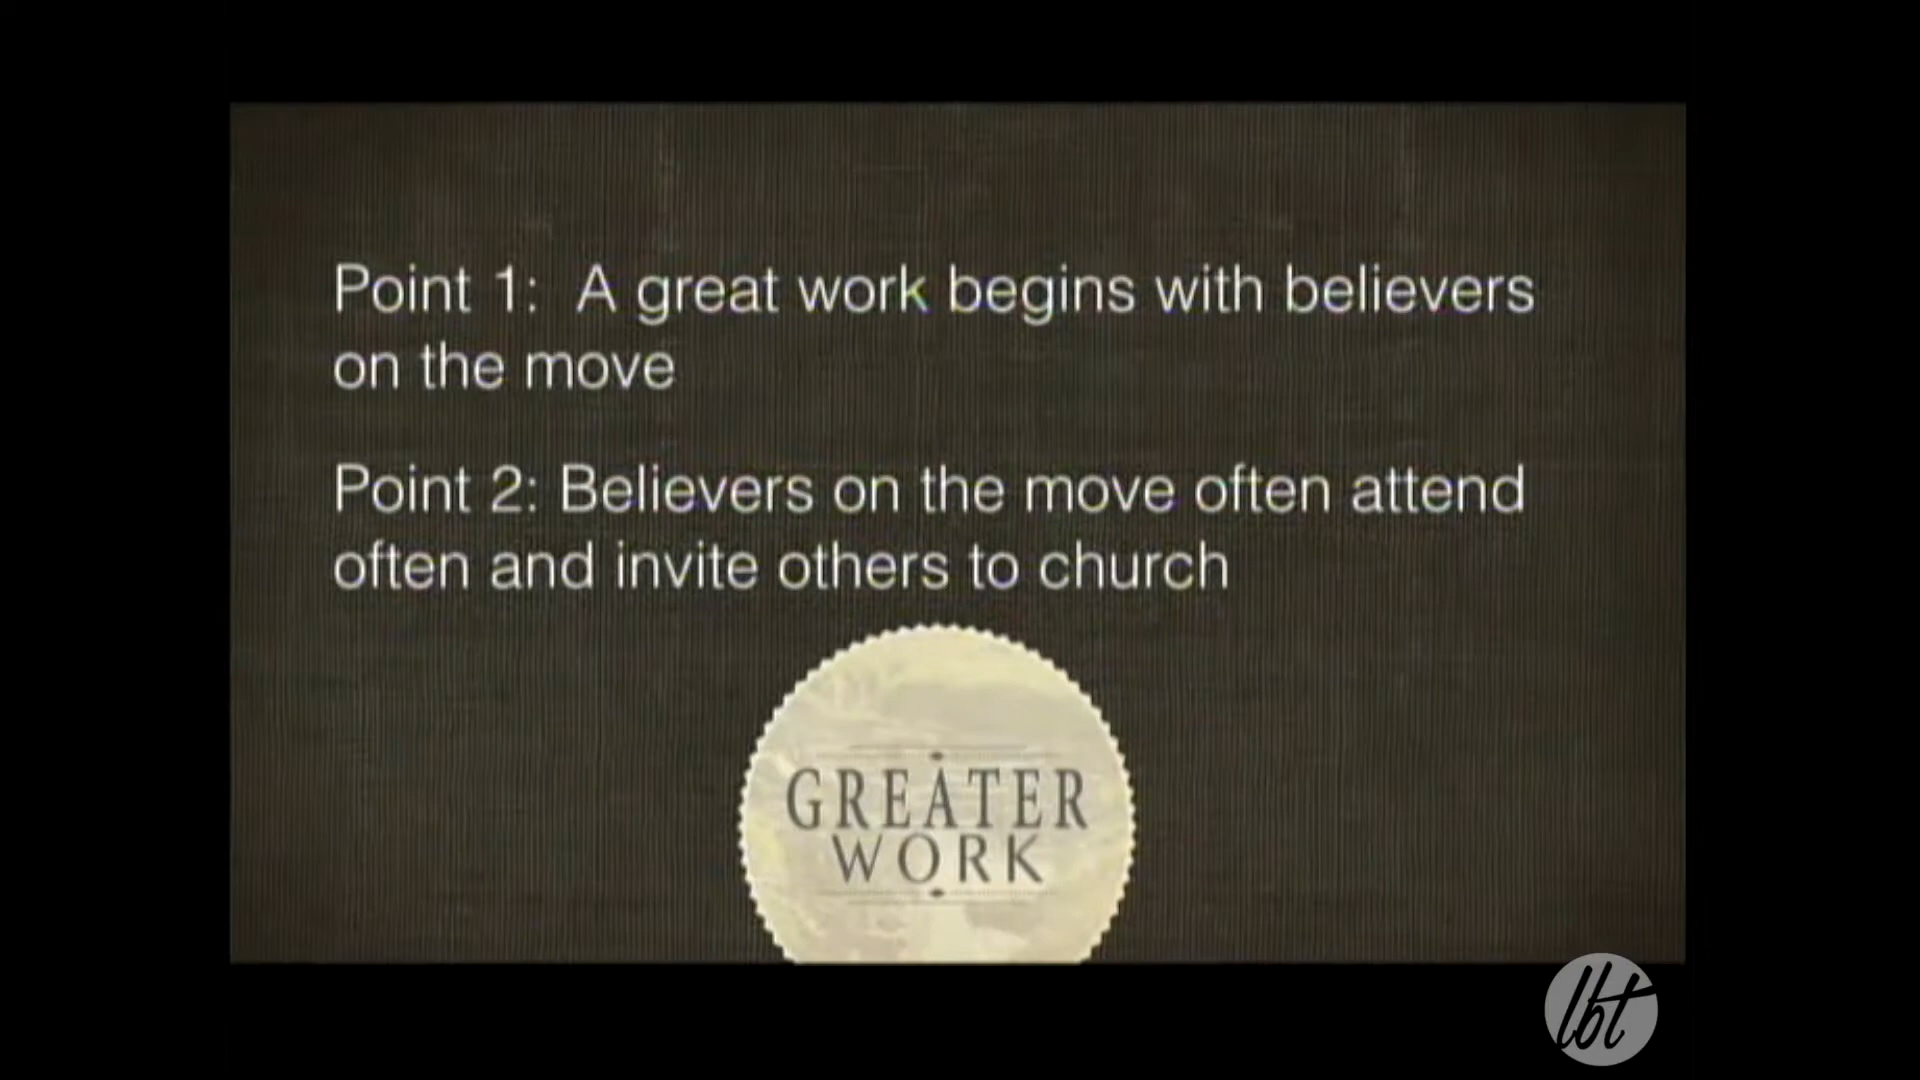 Point 1:  A great work begins with believers
on the move
Point 2: Believers on the move often attend
often and invite others to church
GREATER
WORK
lbt